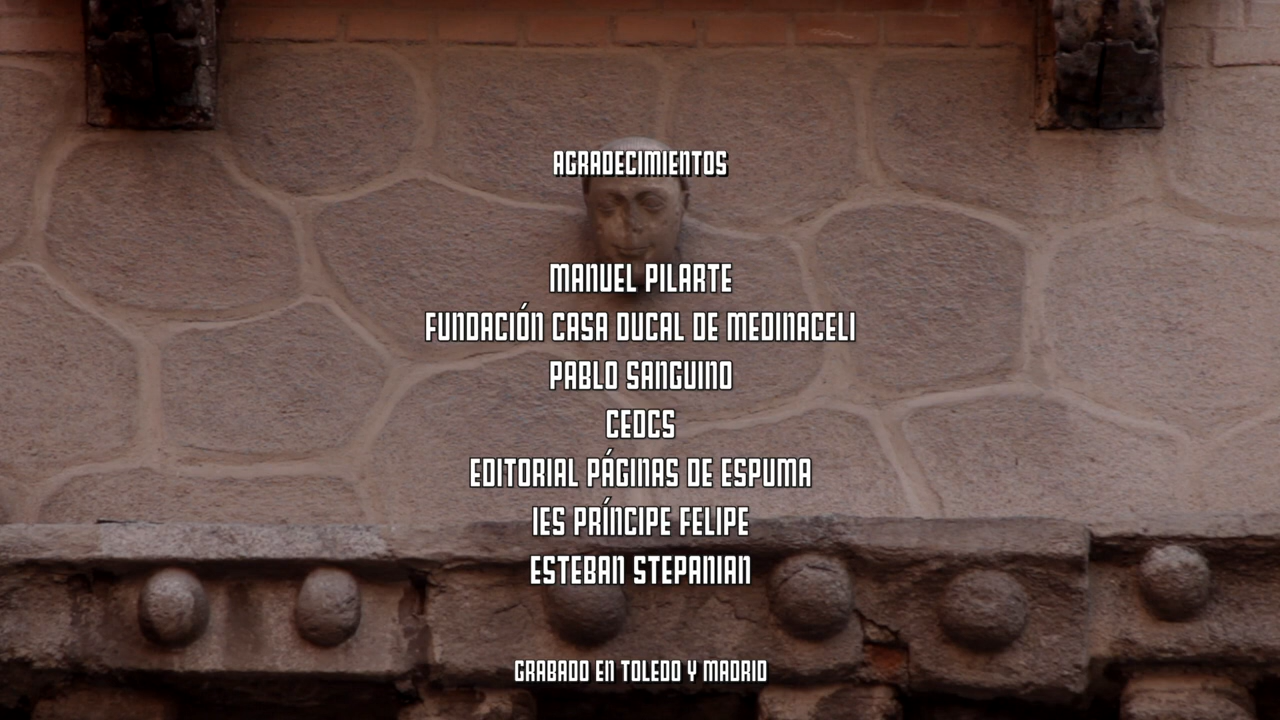 AGRADECIMIENTOS
MANUEL PILARTE
FUNDACIÓN CASA DUCAL DE MEDINACELI
PABLO SANGUINO
CEDCS
EDITORIAL PÁGINAS DE ESPUMA
IES PRÍNCIPE FELIPE
ESTEBAN STEPANIAN
GRABADO EN TOLEDO Y MADRID